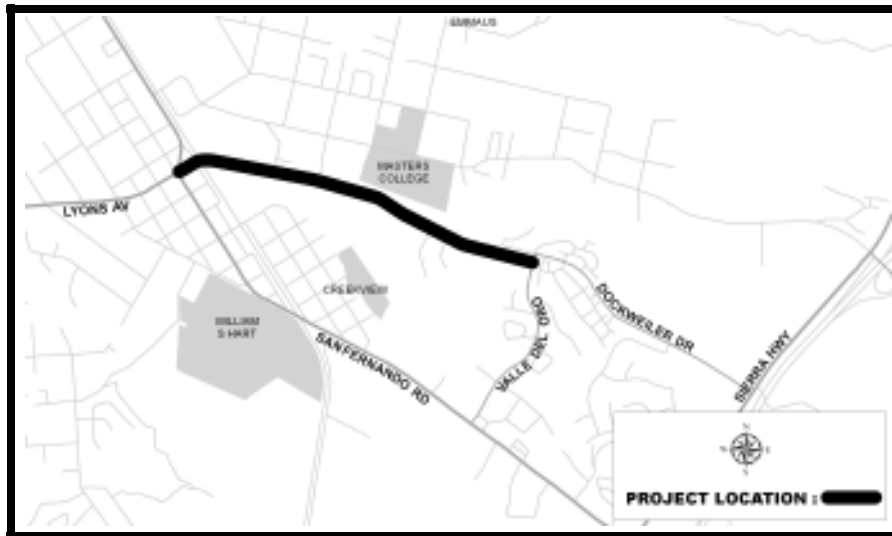 EMMAUS
MASTERS
COLLEGE
LYONS AV
CREEKVIEW
WILLIAM
S HART
SAN FERNANDO RD
VALLE DEL ORO
DOCKWEILER DR
SIERRA HWY
N
W
E
S
PROJECT LOCATION :